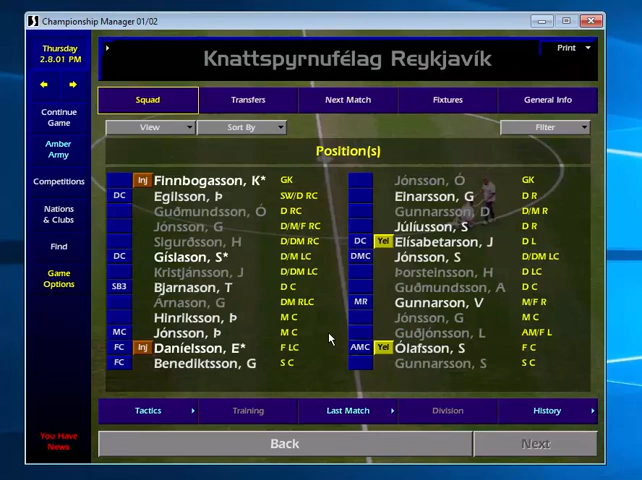 Championship Manager 01/02
Thursday
2.8.01 PM
Continue
Game
Amber
Army
Competitions
Nations
& Clubs
Find
Game
Options
You Have
News
Print
Knattspyrnufélag Reykjavík
Squad Transfers Next Match Fixtures General Info
View Sort By Filter
Position(s)
Inj Finnbogasson, K* GK
DC Egilsson, Þ SW/D RC
Guðmundsson, Ó D RC
Jónsson, G D/M/F RC
Sigurðsson, H D/DM RC
DC Gíslason, S* D/M LC
Kristjánsson, J D/DM LC
SB3 Bjarnason, T D C
Árnason, G DM RLC
Hinriksson, Þ M C
MC Jónsson, Þ M C
FC Inj Daníelsson, E* F LC
FC Benediktsson, G S C
Jónsson, Ó GK
Einarsson, G D R
Gunnarsson, D D/M R
Júlíusson, S D R
DC Yel Elísabetarson, J D L
DMC Jónsson, S D/DM LC
Þorsteinsson, H D LC
Guðmundsson, A D/M LC
MR Gunnarson, V M/F R
Jónsson, G M C
Guðjónsson, L AM/F L
AMC Yel Ólafsson, S F C
Gunnarsson, S S C
Tactics Training Last Match Division History
Back Next